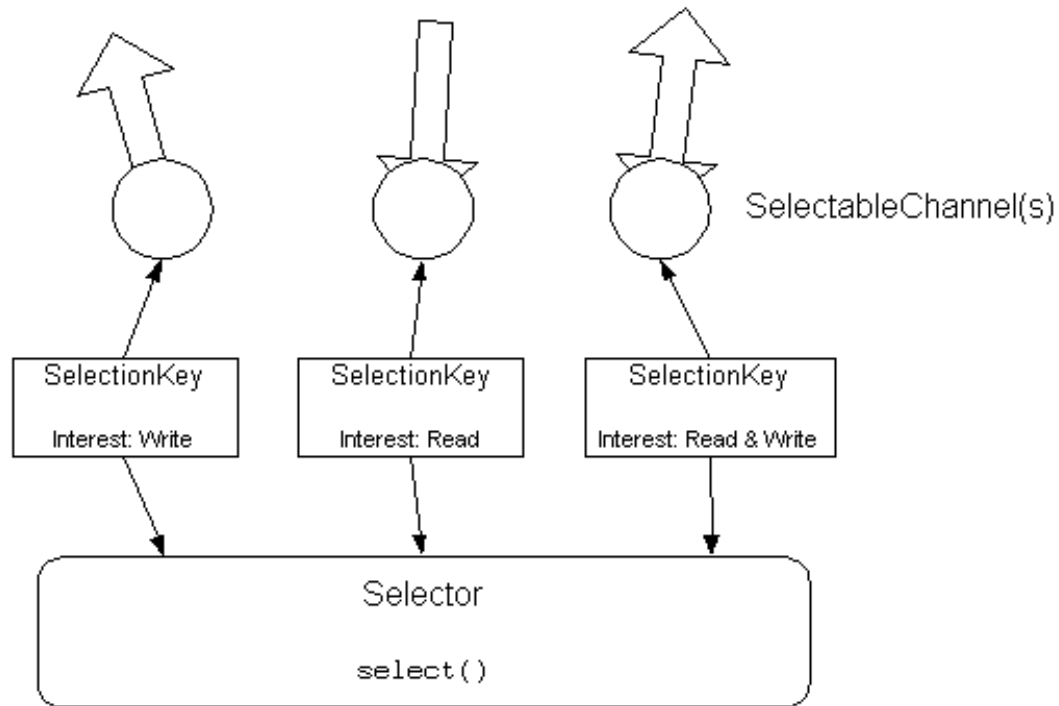 SelectableChannel(s)
SelectionKey
Interest: Write
SelectionKey
Interest: Read
SelectionKey
Interest: Read & Write
Selector
select()